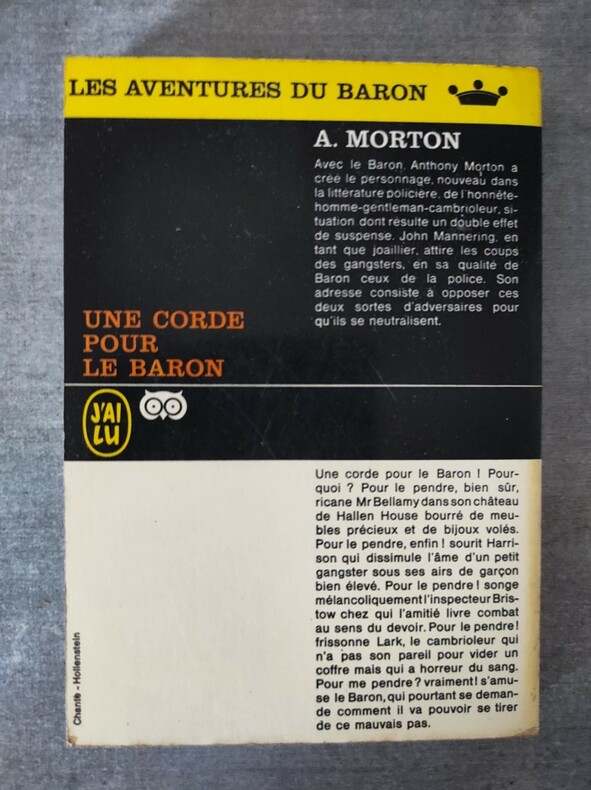 LES AVENTURES DU BARON
A. MORTON
Avec le Baron, Anthony Morton a
créé le personnage, nouveau dans
la littérature policière, de l'honnête-
homme-gentleman-cambrioleur, si-
tuation dont résulte un double effet
de suspense. John Mannering, en
tant que joaillier, attire les coups
des gangsters, en sa qualité de
Baron ceux de la police. Son
adresse consiste à opposer ces
deux sortes d'adversaires pour
qu'ils se neutralisent.
UNE CORDE
POUR
LE BARON
J'AI
LU
Une corde pour le Baron ! Pour-
quoi ? Pour le pendre, bien sûr,
ricane Mr Bellamy dans son château
de Hallen House bourré de meu-
bles précieux et de bijoux volés.
Pour le pendre, enfin ! sourit Harri-
son qui dissimule l'âme d'un petit
gangster sous ses airs de garçon
bien élevé. Pour le pendre ! songe
mélancoliquement l'inspecteur Bris-
tow chez qui l'amitié livre combat
au sens du devoir. Pour le pendre !
frissonne Lark, le cambrioleur qui
n'a pas son pareil pour vider un
coffre mais qui a horreur du sang.
Pour me pendre ? vraiment ! s'amu-
se le Baron, qui pourtant se deman-
de comment il va pouvoir se tirer
de ce mauvais pas.
Chanté - Hollenstein